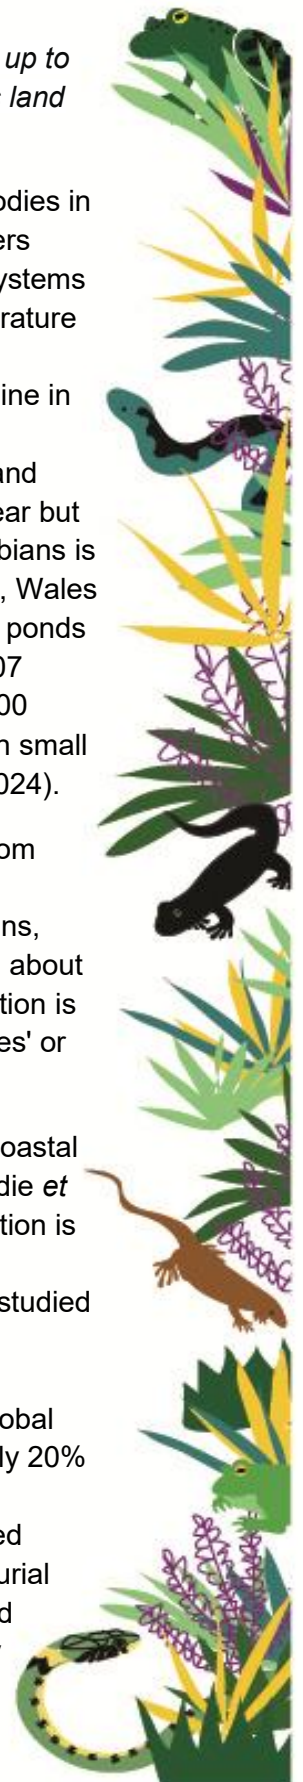 up to
land
odies in
ers
ystems
rature
ine in
and
ear but
bians is
, Wales
ponds
07
00
n small
024).
om
ns,
about
tion is
es' or
oastal
die et
tion is
studied
obal
ly 20%
ed
urial
d